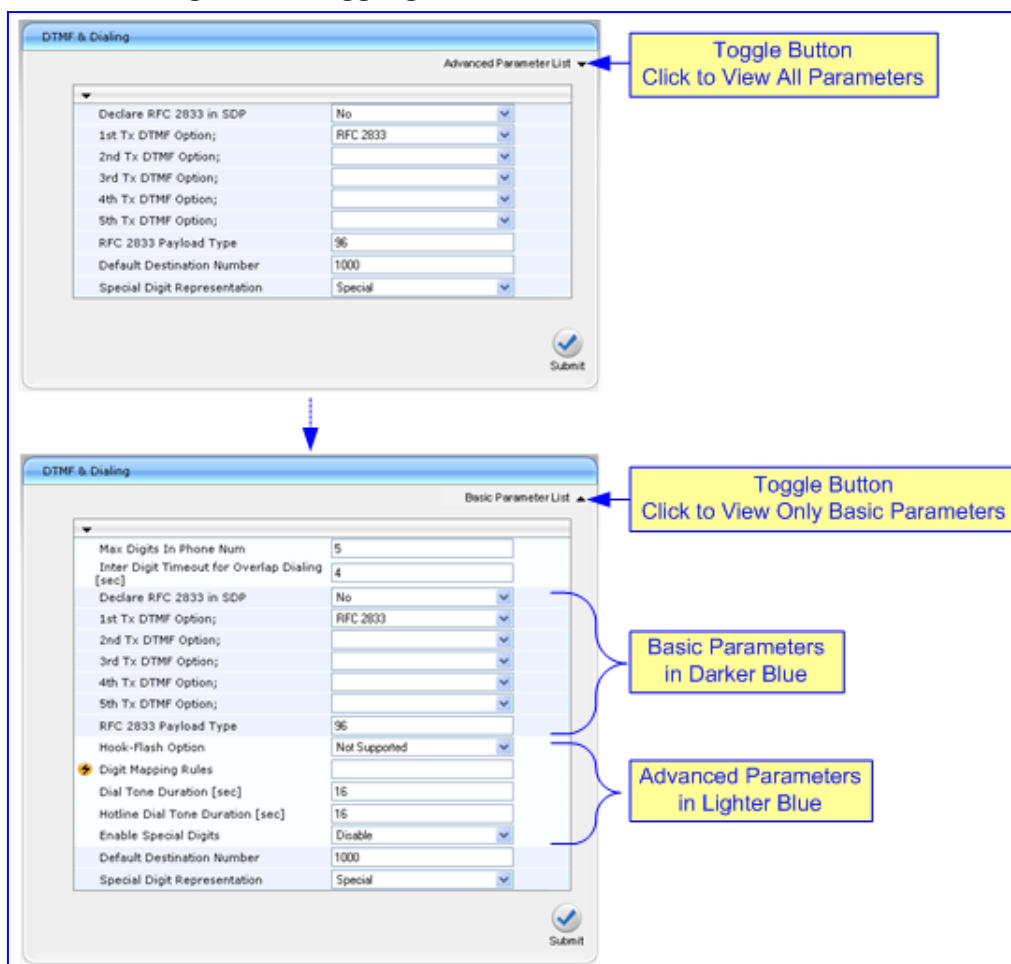 DTMF & Dialing
Advanced Parameter List
Toggle Button
Click to View All Parameters
Declare RFC 2833 in SDP No
1st Tx DTMF Option; RFC 2833
2nd Tx DTMF Option;
3rd Tx DTMF Option;
4th Tx DTMF Option;
5th Tx DTMF Option;
RFC 2833 Payload Type 96
Default Destination Number 1000
Special Digit Representation Special
Submit
DTMF & Dialing
Basic Parameter List
Toggle Button
Click to View Only Basic Parameters
Max Digits In Phone Num 5
Inter Digit Timeout for Overlap Dialing
[sec] 4
Declare RFC 2833 in SDP No
1st Tx DTMF Option; RFC 2833
2nd Tx DTMF Option;
3rd Tx DTMF Option;
4th Tx DTMF Option;
5th Tx DTMF Option;
RFC 2833 Payload Type 96
Basic Parameters
in Darker Blue
Hook-Flash Option Not Supported
Digit Mapping Rules
Dial Tone Duration [sec] 16
Hotline Dial Tone Duration [sec] 16
Enable Special Digits Disable
Advanced Parameters
in Lighter Blue
Default Destination Number 1000
Special Digit Representation Special
Submit